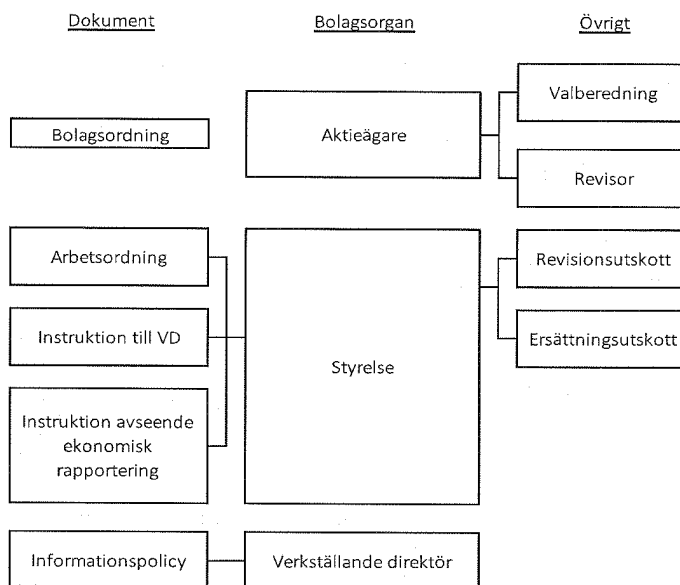 Dokument
Bolagsorgan
Övrigt
Bolagsordning
Aktieägare
Valberedning
Revisor
Arbetsordning
Instruktion till VD
Instruktion avseende
ekonomisk
rapportering
Styrelse
Revisionsutskott
Ersättningsutskott
Informationspolicy
Verkställande direktör